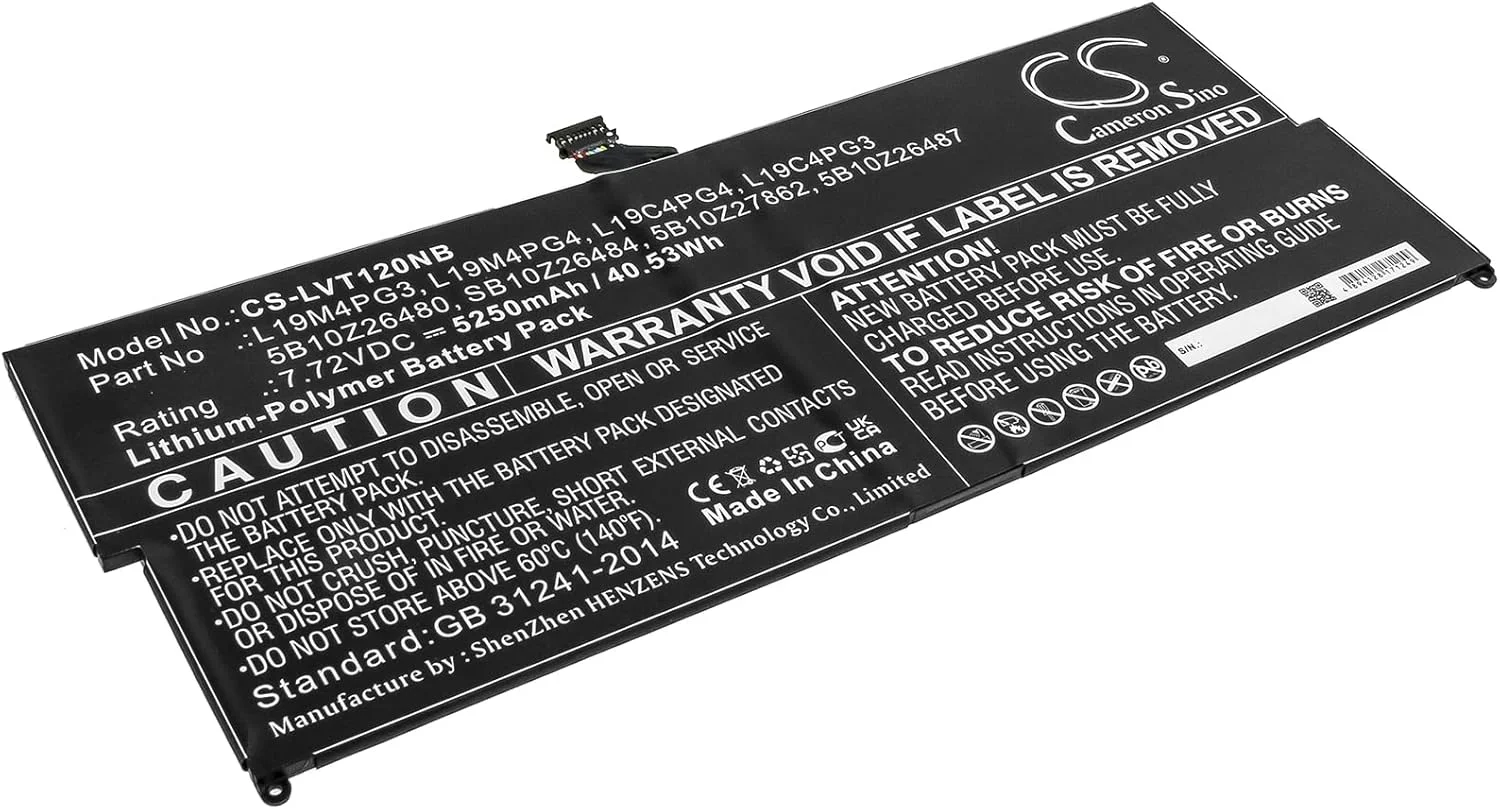 CS
Cameron Sino
Model No.: CS-LVT120NB
Part No :L19M4PG3, L19M4PG4, L19C4PG4, L19C4PG3
5B10Z26480, SB10Z26484, 5B10Z27862, 5B10Z26487
Rating :7.72VDC ⎓ 5250mAh / 40.53Wh
Lithium-Polymer Battery Pack
CAUTION
WARRANTY VOID IF LABEL IS REMOVED
•DO NOT ATTEMPT TO DISASSEMBLE, OPEN OR SERVICE
THE BATTERY PACK.
•REPLACE ONLY WITH THE BATTERY PACK DESIGNATED
FOR THIS PRODUCT.
•DO NOT CRUSH, PUNCTURE, SHORT EXTERNAL CONTACTS
OR DISPOSE OF IN FIRE OR WATER.
•DO NOT STORE ABOVE 60ºC (140ºF).
Standard:GB 31241-2014
Manufacture by : ShenZhen HENZENS Technology Co., Limited
CE UK CA
Made In China
ATTENTION!
NEW BATTERY PACK MUST BE FULLY
CHARGED BEFORE USE.
TO REDUCE RISK OF FIRE OR BURNS
READ INSTRUCTIONS OPERATING GUIDE
BEFORE USING THE BATTERY.
S/N.:
4894128171249